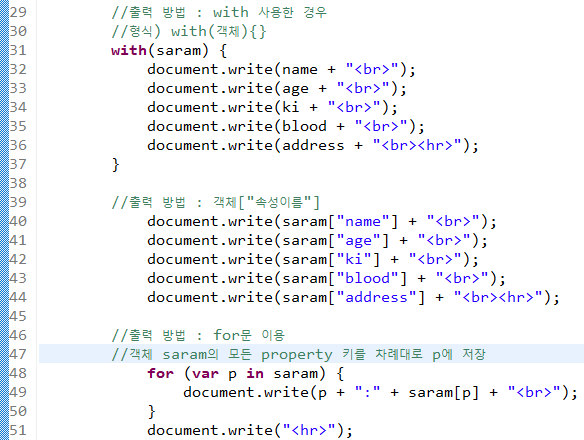 29 //출력 방법 : with 사용한 경우
30 //형식) with(객체){}
31 with(saram) {
32 document.write(name + "<br>");
33 document.write(age + "<br>");
34 document.write(ki + "<br>");
35 document.write(blood + "<br>");
36 document.write(address + "<br><hr>");
37 }
38
39 //출력 방법 : 객체["속성이름"]
40 document.write(saram["name"] + "<br>");
41 document.write(saram["age"] + "<br>");
42 document.write(saram["ki"] + "<br>");
43 document.write(saram["blood"] + "<br>");
44 document.write(saram["address"] + "<br><hr>");
45
46 //출력 방법 : for문 이용
47 //객체 saram의 모든 property 키를 차례대로 p에 저장
48 for (var p in saram) {
49 document.write(p + ":" + saram[p] + "<br>");
50 }
51 document.write("<hr>");